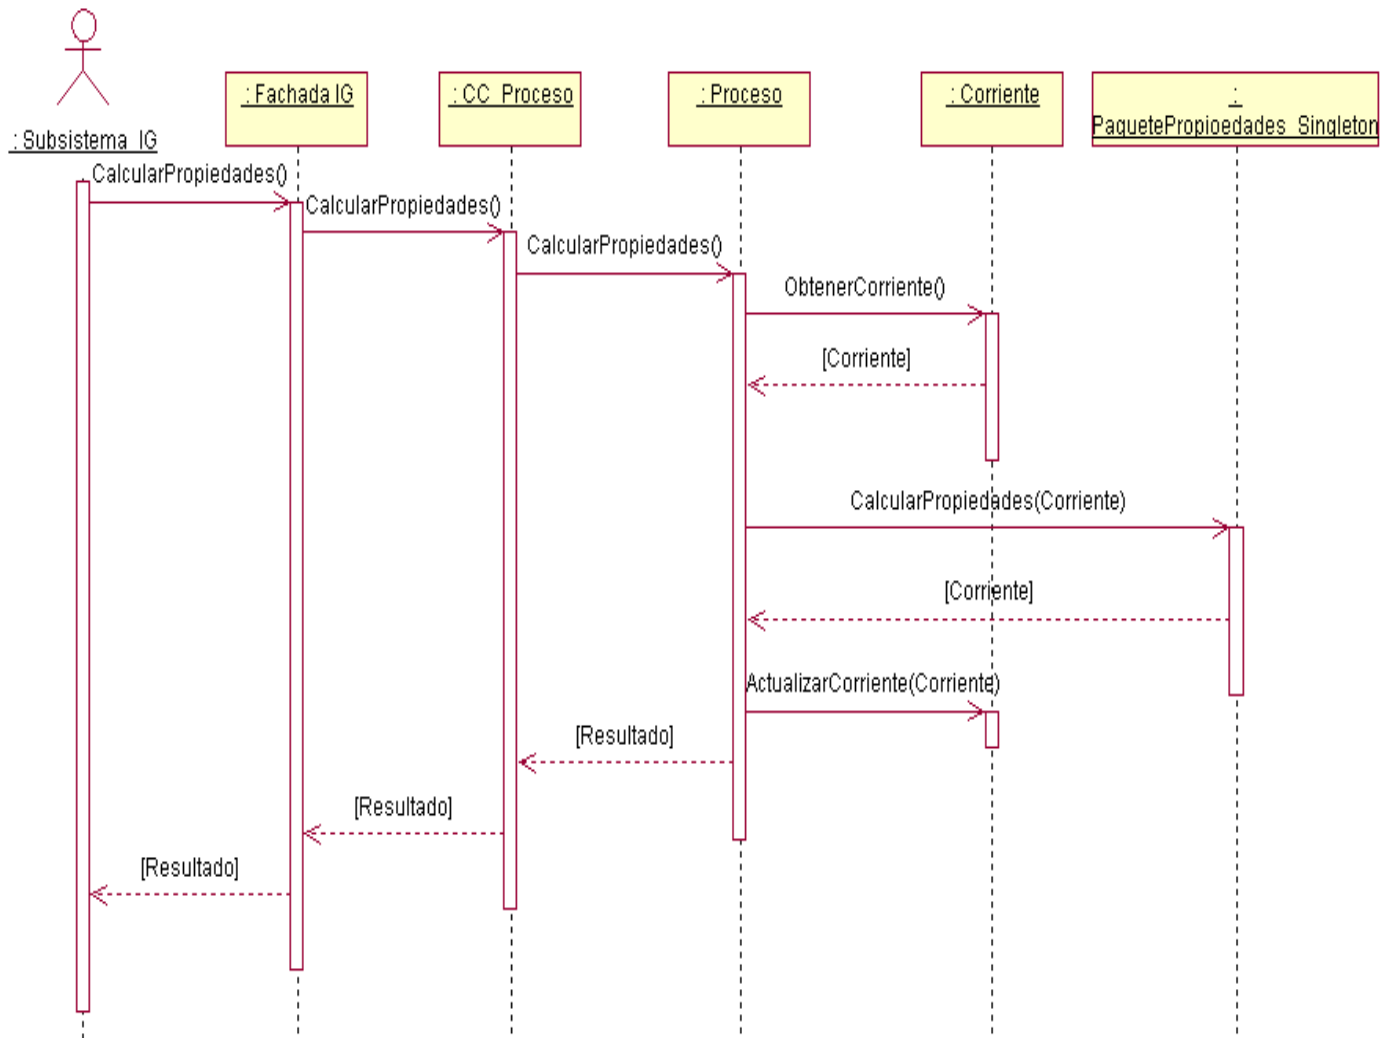 : Subsistema_IG
: Fachada IG
: CC_Proceso
: Proceso
: Corriente
:
PaquetePropioedades_Singleton
CalcularPropiedades()
CalcularPropiedades()
CalcularPropiedades()
ObtenerCorriente()
[Corriente]
CalcularPropiedades(Corriente)
[Corriente]
ActualizarCorriente(Corriente)
[Resultado]
[Resultado]
[Resultado]